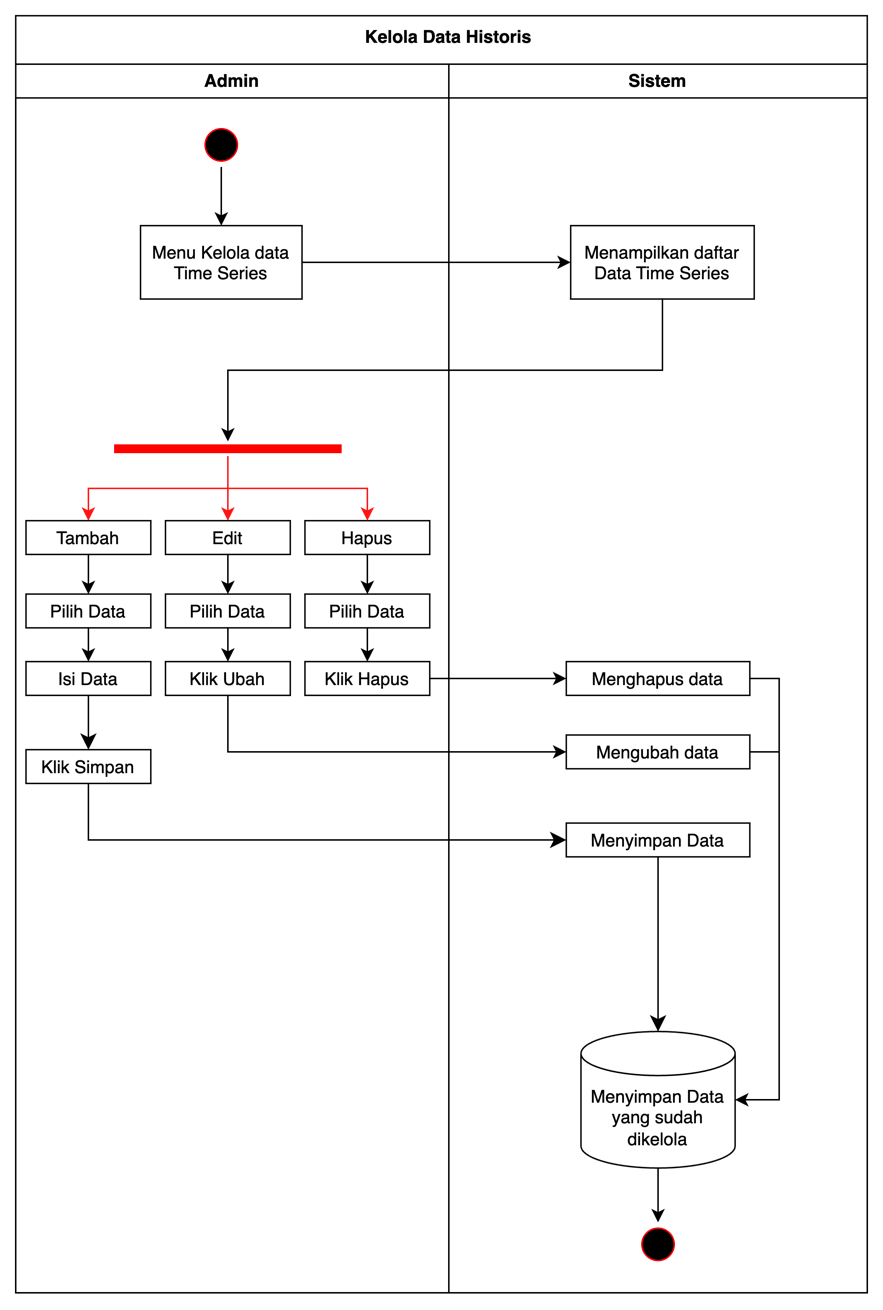 Kelola Data Historis
Admin
Sistem
Menu Kelola data
Time Series
Menampilkan daftar
Data Time Series
Tambah
Edit
Hapus
Pilih Data
Pilih Data
Pilih Data
Isi Data
Klik Ubah
Klik Hapus
Menghapus data
Mengubah data
Klik Simpan
Menyimpan Data
Menyimpan Data
yang sudah
dikelola